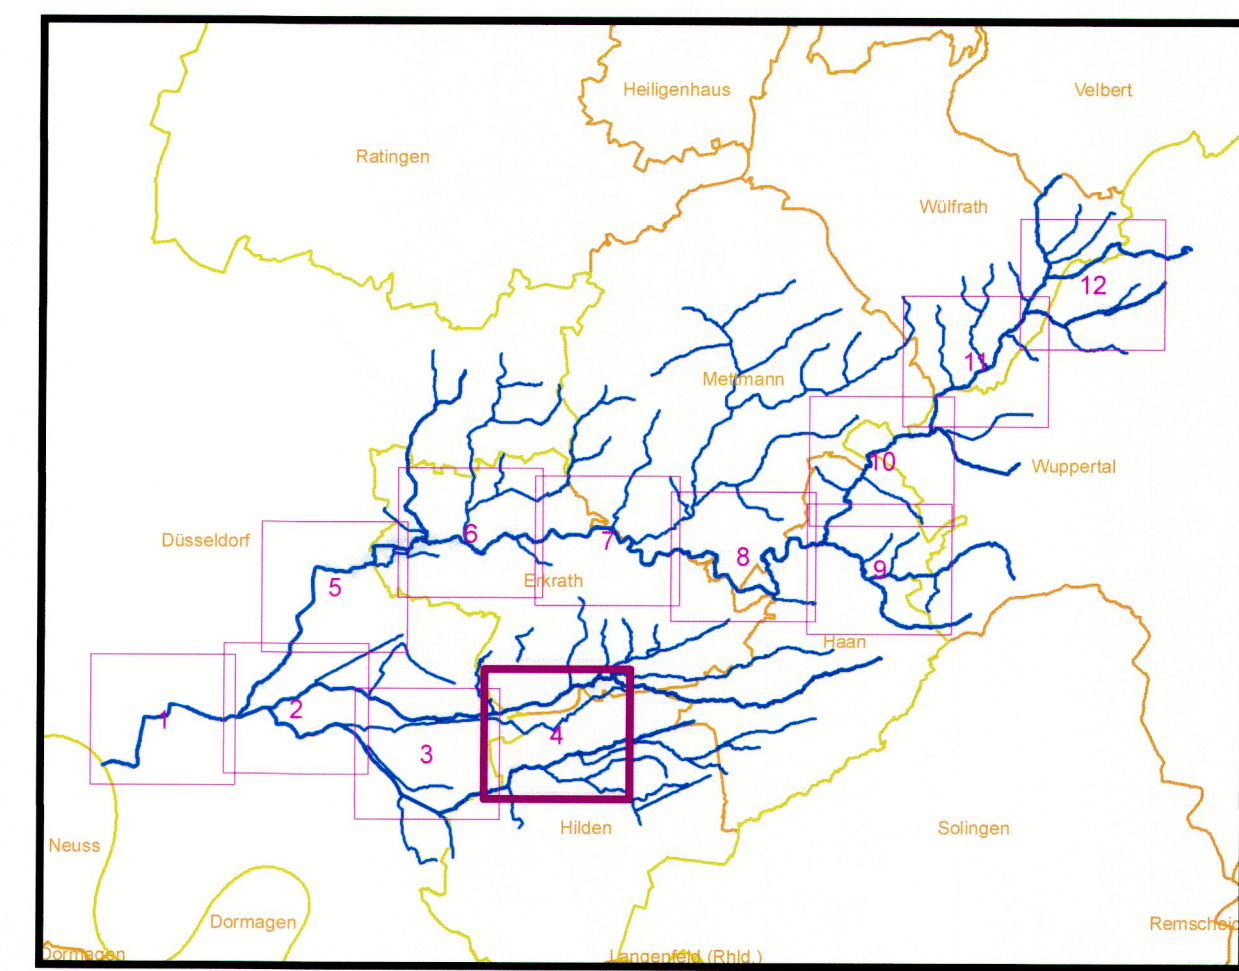 Heiligenhaus
Velbert
Ratingen
Wülfrath
12
11
Mettmann
10
Wuppertal
6
Düsseldorf
7
8
9
5
Erkrath
Haan
2
1
4
3
Hilden
Solingen
Neuss
Dormagen
Remscheid
Dormagen
Langenfeld (Rhld.)